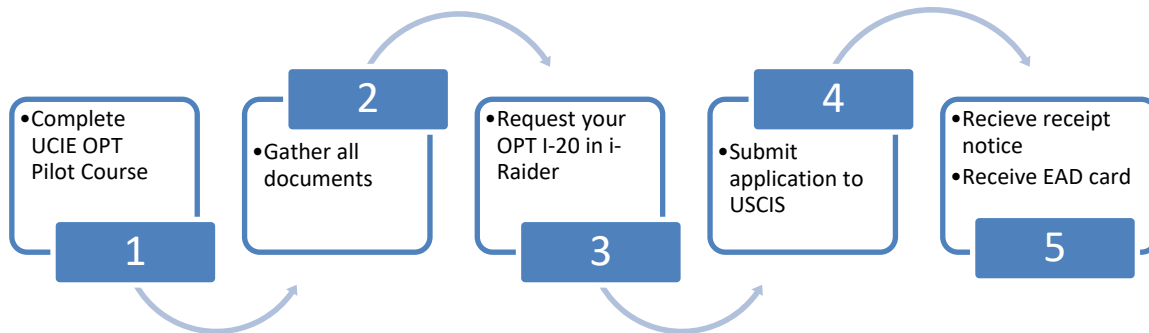 •Complete
UCIE OPT
Pilot Course
1
2
•Gather all
documents
•Request your
OPT I-20 in i-
Raider
3
4
•Submit
application to
USCIS
•Recieve receipt
notice
•Receive EAD card
5